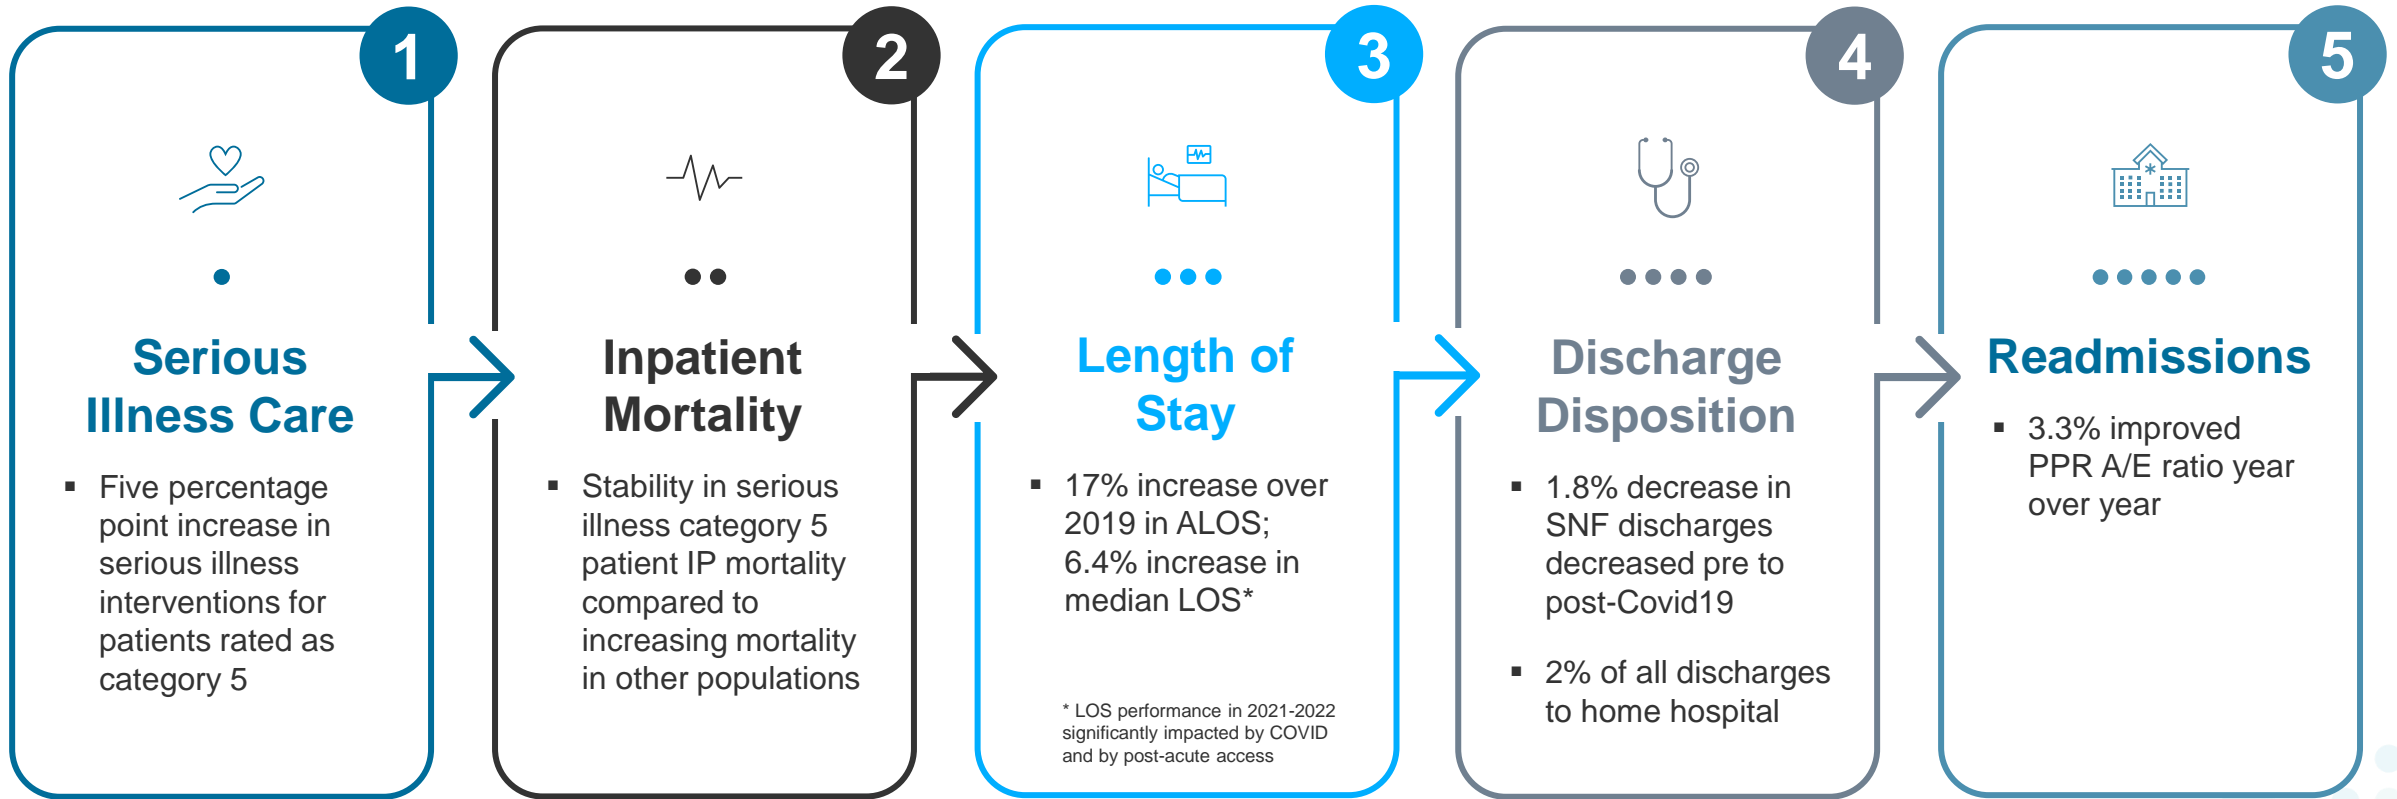 1
Serious
Illness Care
▪ Five percentage
point increase in
serious illness
interventions for
patients rated as
category 5
2
Inpatient
Mortality
▪ Stability in serious
illness category 5
patient IP mortality
compared to
increasing mortality
in other populations
3
Length of
Stay
▪ 17% increase over
2019 in ALOS;
6.4% increase in
median LOS*
* LOS performance in 2021-2022
significantly impacted by COVID
and by post-acute access
4
Discharge
Disposition
▪ 1.8% decrease in
SNF discharges
decreased pre to
post-Covid19
▪ 2% of all discharges
to home hospital
5
Readmissions
▪ 3.3% improved
PPR A/E ratio year
over year